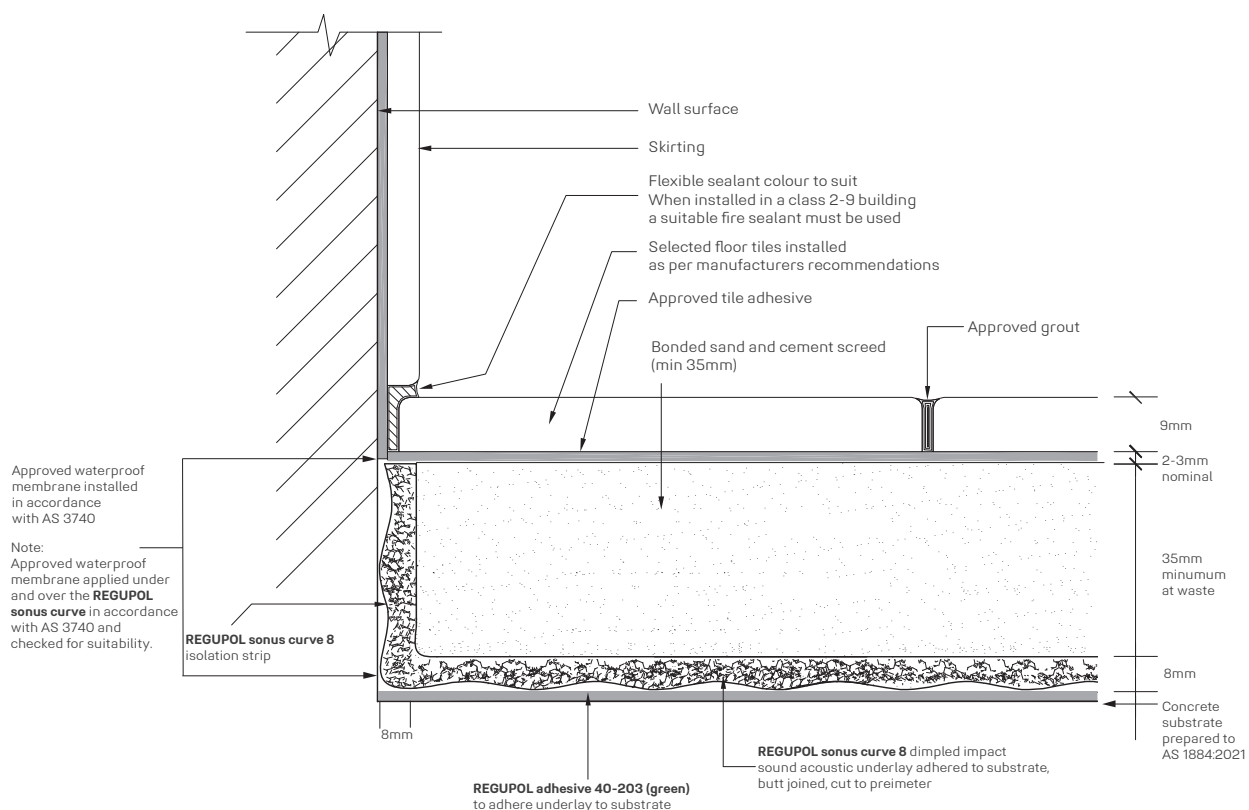 Wall surface
Skirting
Flexible sealant colour to suit
When installed in a class 2-9 building
a suitable fire sealant must be used
Selected floor tiles installed
as per manufacturers recommendations
Approved tile adhesive
Approved grout
Bonded sand and cement screed
(min 35mm)
9mm
2-3mm
nominal
35mm
minumum
at waste
8mm
Concrete
substrate
prepared to
AS 1884:2021
Approved waterproof
membrane installed
in accordance
with AS 3740
Note:
Approved waterproof
membrane applied under
and over the REGUPOL
sonus curve in accordance
with AS 3740 and
checked for suitability.
REGUPOL sonus curve 8
isolation strip
8mm
REGUPOL adhesive 40-203 (green)
to adhere underlay to substrate
REGUPOL sonus curve 8 dimpled impact
sound acoustic underlay adhered to substrate,
butt joined, cut to preimeter